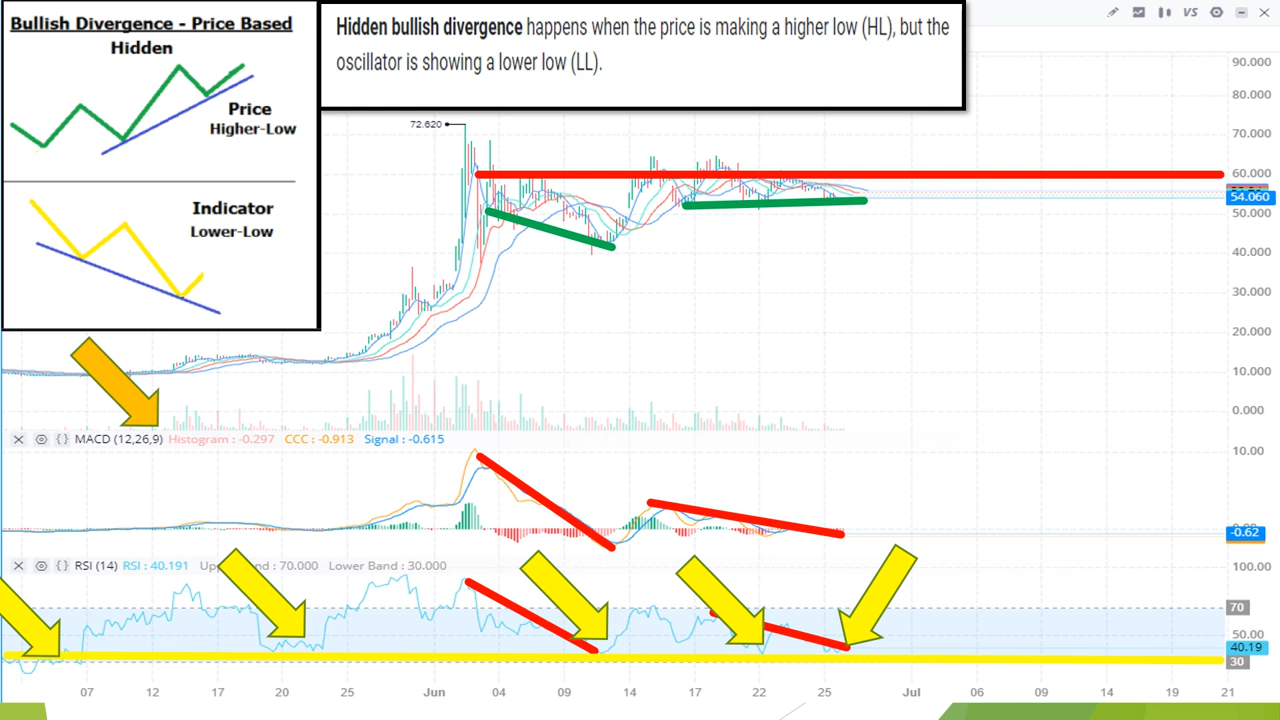 Bullish Divergence - Price Based
Hidden
Price
Higher-Low
Indicator
Lower-Low
Hidden bullish divergence happens when the price is making a higher low (HL), but the
oscillator is showing a lower low (LL).
VS
72.620
90.000
80.000
70.000
60.000
54.060
50.000
40.000
30.000
20.000
10.000
0.000
MACD (12,26,9) Histogram : -0.297 CCC : -0.913 Signal : -0.615
10.00
-0.62
RSI (14) RSI : 40.191 Up nd : 70.000 Lower Band : 30.000
100.00
70
50.00
40.19
30
07 12 17 20 25 Jun 04 09 14 17 22 25 Jul 06 09 14 19 21